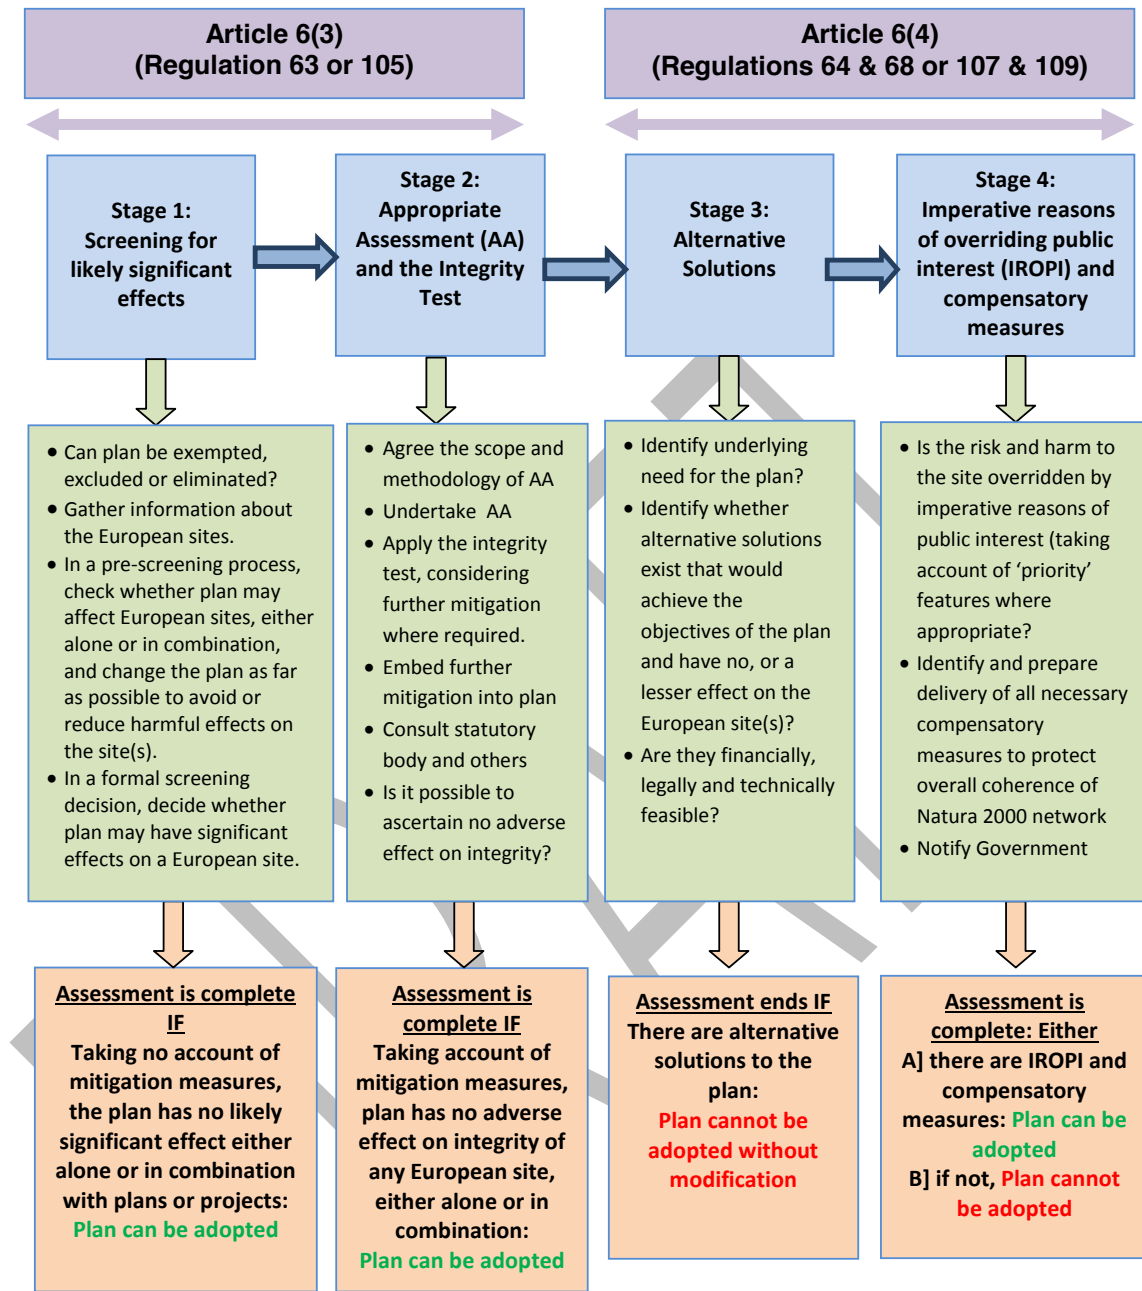 Article 6(3)
(Regulation 63 or 105)
Article 6(4)
(Regulations 64 & 68 or 107 & 109)
Stage 1:
Screening for
likely significant
effects
Stage 2:
Appropriate
Assessment (AA)
and the Integrity
Test
Stage 3:
Alternative
Solutions
Stage 4:
Imperative reasons
of overriding public
interest (IROPI) and
compensatory
measures
• Can plan be exempted,
excluded or eliminated?
• Gather information about
the European sites.
• In a pre-screening process,
check whether plan may
affect European sites, either
alone or in combination,
and change the plan as far
as possible to avoid or
reduce harmful effects on
the site(s).
• In a formal screening
decision, decide whether
plan may have significant
effects on a European site.
• Agree the scope and
methodology of AA
• Undertake AA
• Apply the integrity
test, considering
further mitigation
where required.
• Embed further
mitigation into plan
• Consult statutory
body and others
• Is it possible to
ascertain no adverse
effect on integrity?
• Identify underlying
need for the plan?
• Identify whether
alternative solutions
exist that would
achieve the
objectives of the plan
and have no, or a
lesser effect on the
European site(s)?
• Are they financially,
legally and technically
feasible?
• Is the risk and harm to
the site overridden by
imperative reasons of
public interest (taking
account of ‘priority’
features where
appropriate?
• Identify and prepare
delivery of all necessary
compensatory
measures to protect
overall coherence of
Natura 2000 network
• Notify Government
Assessment is complete
IF
Taking no account of
mitigation measures,
the plan has no likely
significant effect either
alone or in combination
with plans or projects:
Plan can be adopted
Assessment is
complete IF
Taking account of
mitigation measures,
plan has no adverse
effect on integrity of
any European site,
either alone or in
combination:
Plan can be adopted
Assessment ends IF
There are alternative
solutions to the
plan:
Plan cannot be
adopted without
modification
Assessment is
complete: Either
A] there are IROPI and
compensatory
measures: Plan can be
adopted
B] if not, Plan cannot
be adopted